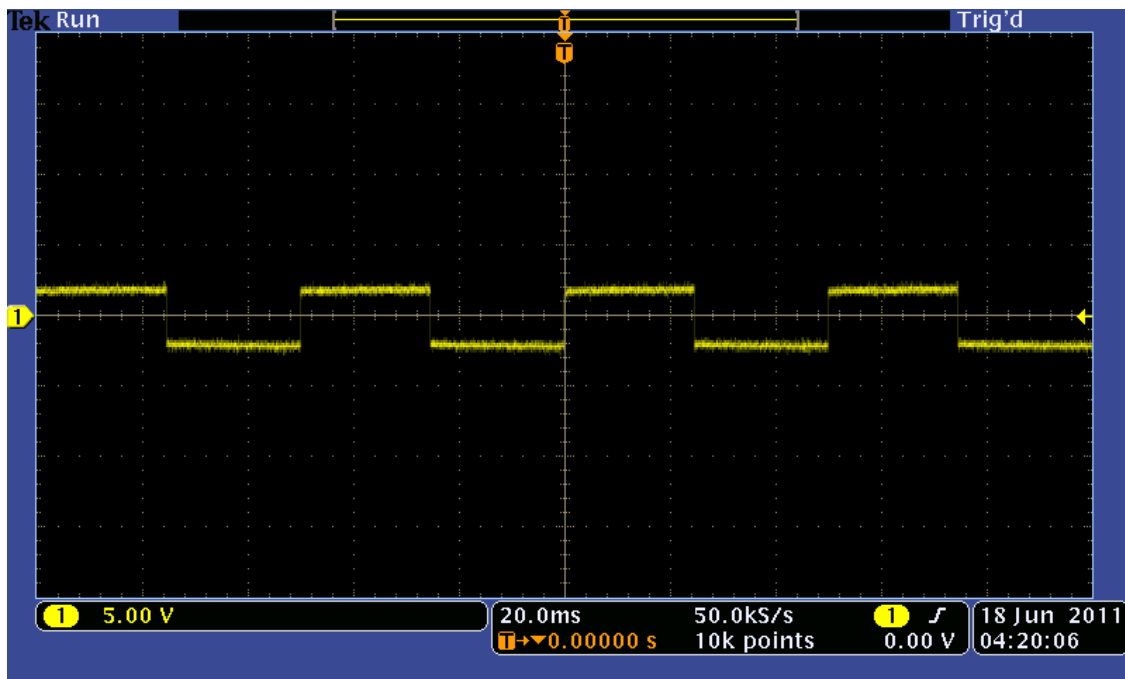 Tek Run Trig'd
T
T
1
1 5.00 V 20.0ms 50.0kS/s 1 18 Jun 2011
T→▼0.00000 s 10k points 0.00 V 04:20:06